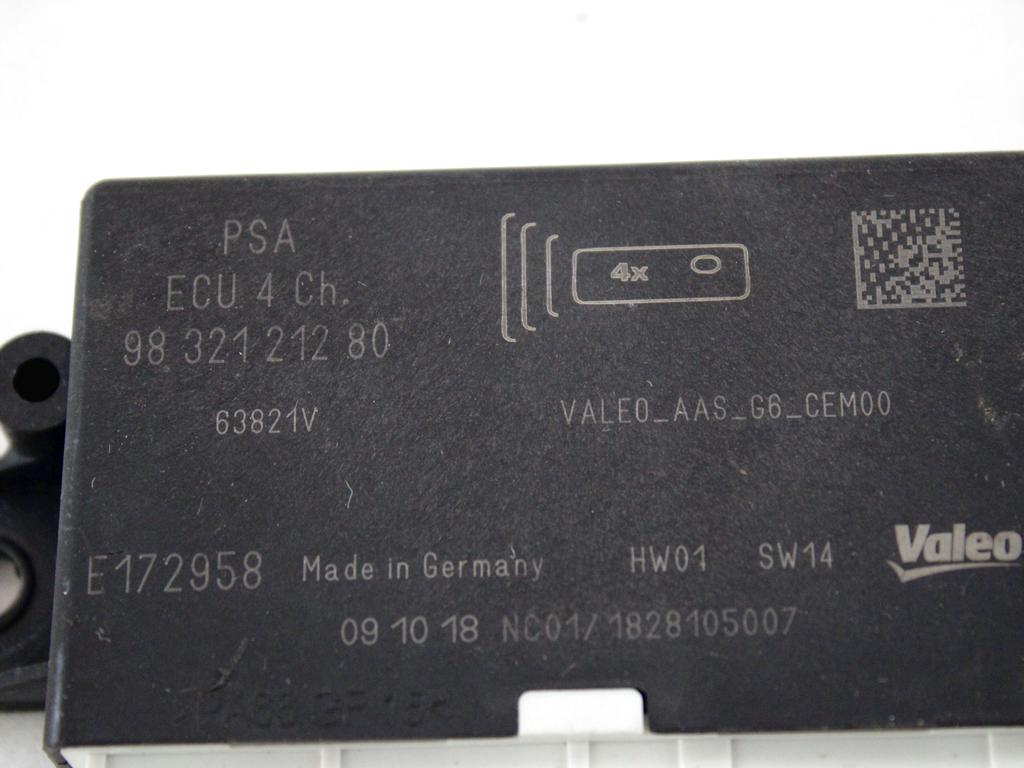 PSA
ECU 4 Ch.
98 321 212 80
63821V
4x
VALEO_AAS_G6_CEM00
E172958
Made in Germany
HW01 SW14
Valeo
09 10 18 NC01/1828105007